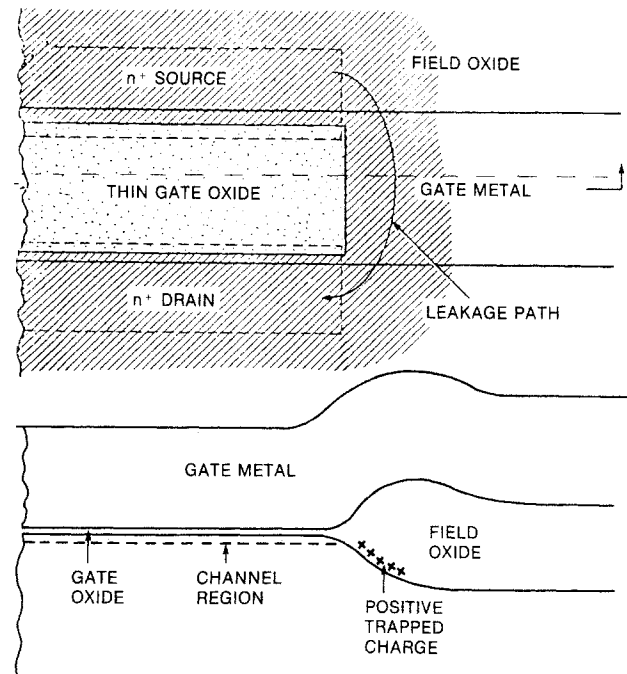 n+ SOURCE
FIELD OXIDE
THIN GATE OXIDE
GATE METAL
n+ DRAIN
LEAKAGE PATH
GATE METAL
FIELD
OXIDE
GATE
OXIDE
CHANNEL
REGION
POSITIVE
TRAPPED
CHARGE